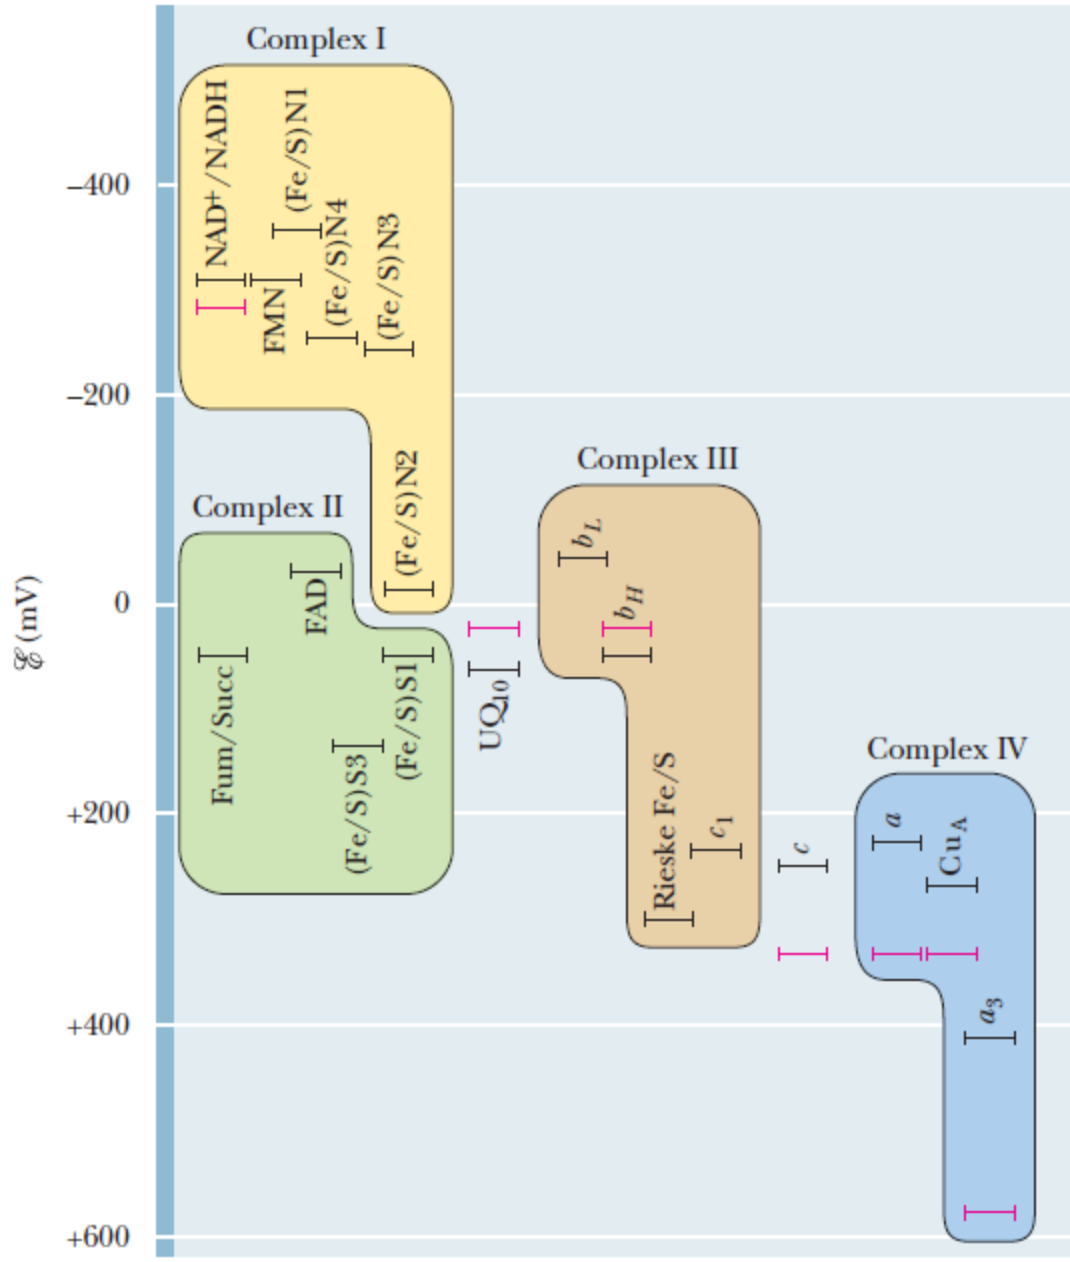 Complex I
NAD+/NADH
(Fe/S)N1
–400
(Fe/S)N4
(Fe/S)N3
FMN
–200
(Fe/S)N2
Complex III
Complex II
b_L
0
FAD
b_H
ℰ (mV)
Fum/Succ
(Fe/S)S1
UQ₁₀
(Fe/S)S3
Rieske Fe/S
Complex IV
+200
c₁
c
a
Cu_A
+400
a₃
+600